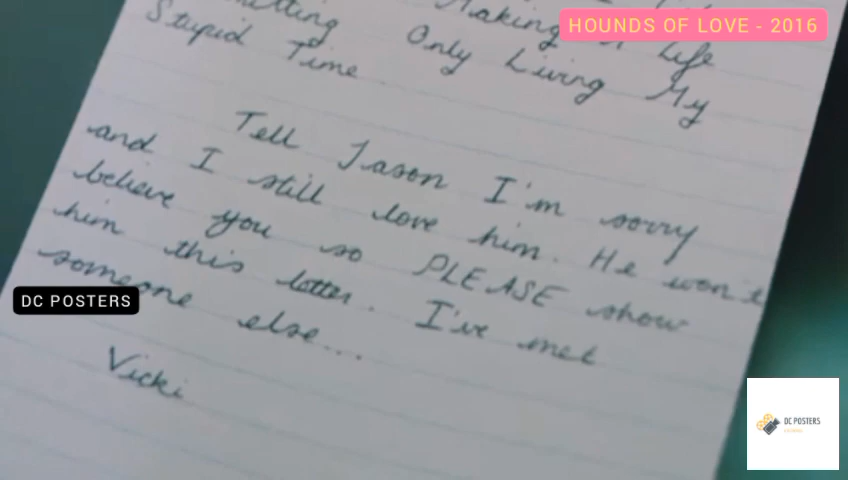 HOUNDS OF LOVE - 2016
Making A Life
Only Living My
Stupid Time
Tell Jason I'm sorry
and I still love him. He won't
believe you so PLEASE show
him this letter. I've met
someone else...
Vicki
DC POSTERS
DC POSTERS